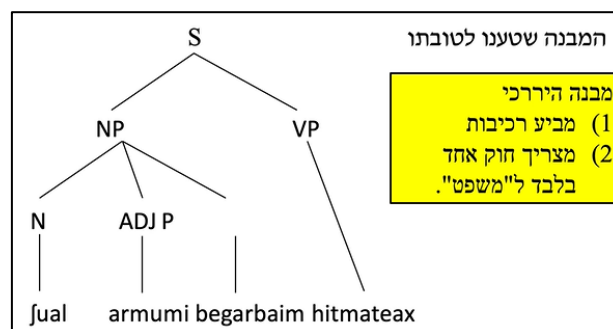 המבנה שטענו לטובתו
S
מבנה היררכי
1) מביע רכיבות
2) מצריך חוק אחד
בלבד ל"משפט".
NP VP
N ADJ P
ʃual armumi begarbaim hitmateax